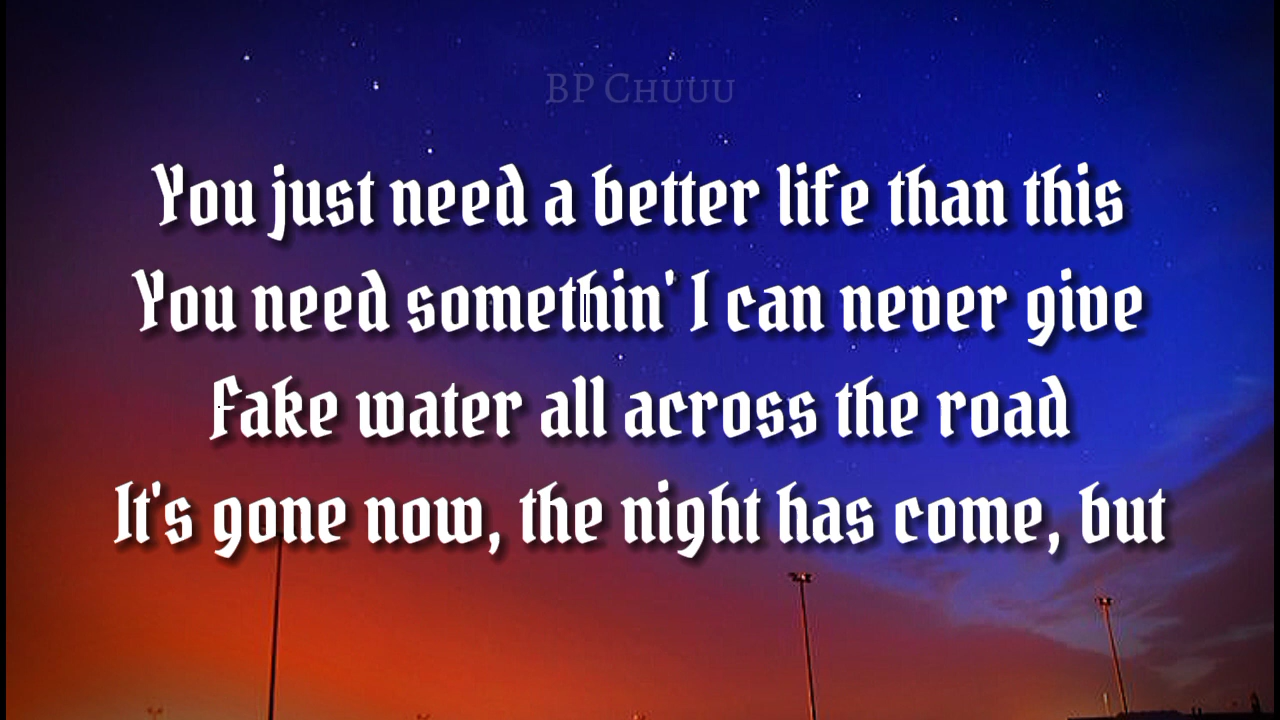 BP Chuuu
You just need a better life than this
You need somethin' I can never give
Fake water all across the road
It's gone now, the night has come, but